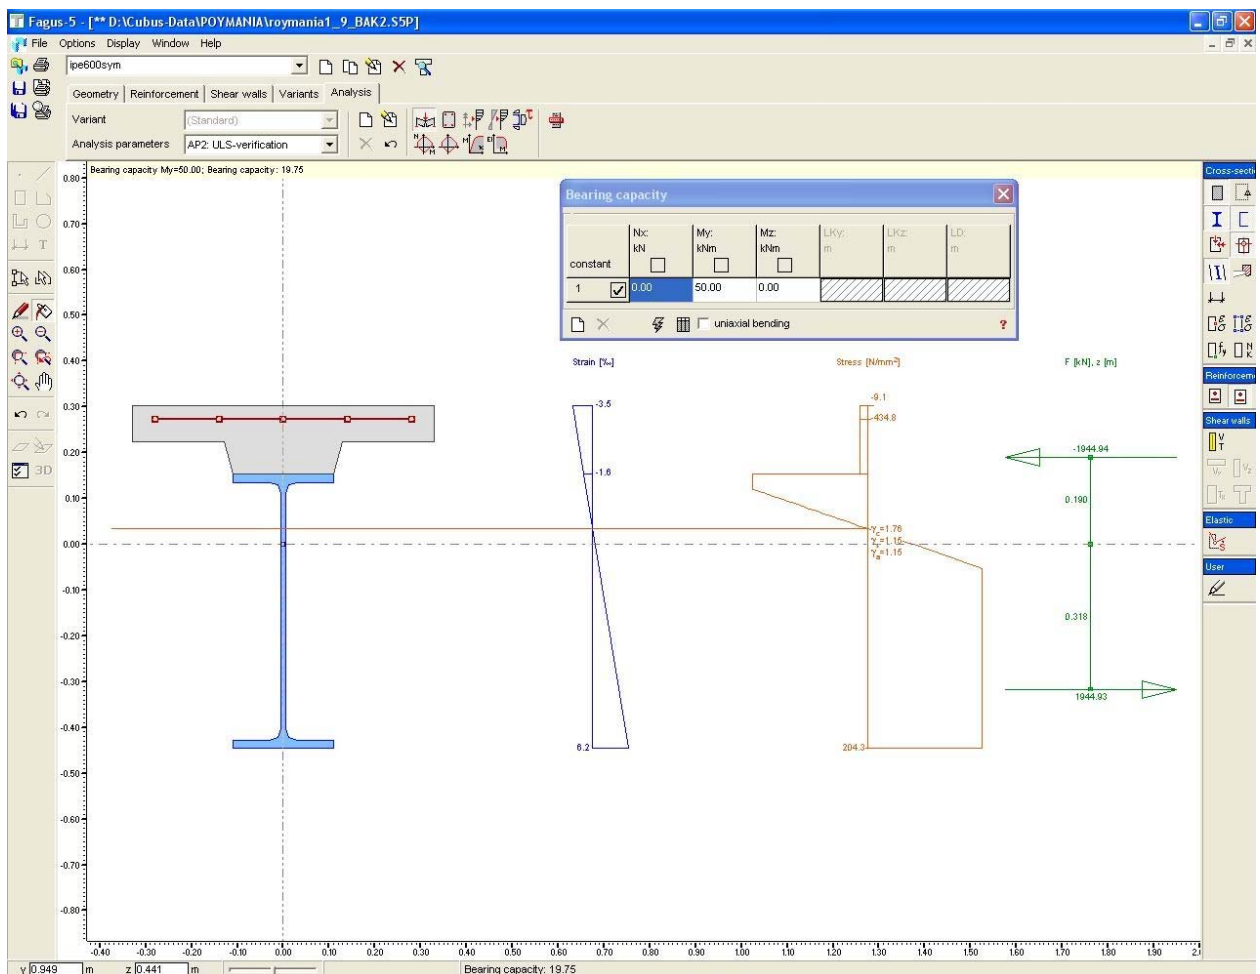 Fagus-5 - [** D:\Cubus-Data\POYMANIA\roymania1_9_BAK2.S5P]
File Options Display Window Help
ipe600sym
Geometry Reinforcement Shear walls Variants Analysis
Variant (Standard)
Analysis parameters AP2: ULS-verification
Bearing capacity My=50.00; Bearing capacity: 19.75
Cross-secti
Bearing capacity
Nx: My: Mz: LKy: LKz: LD:
kN kNm kNm m m m
constant
1 0.00 50.00 0.00
uniaxial bending ?
Strain [‰] Stress [N/mm²] F [kN], z [m]
-3.5
-1.6
6.2
-9.1
-434.8
γc=1.76
γs=1.15
γa=1.15
204.3
-1944.94
0.190
0.318
1944.93
0.80
0.70
0.60
0.50
0.40
0.30
0.20
0.10
0.00
-0.10
-0.20
-0.30
-0.40
-0.50
-0.60
-0.70
-0.80
-0.40 -0.30 -0.20 -0.10 0.00 0.10 0.20 0.30 0.40 0.50 0.60 0.70 0.80 0.90 1.00 1.10 1.20 1.30 1.40 1.50 1.60 1.70 1.80 1.90 2.0
3D
Reinforcem
Shear walls
Elastic
User
y 0.949 m z 0.441 m Bearing capacity: 19.75